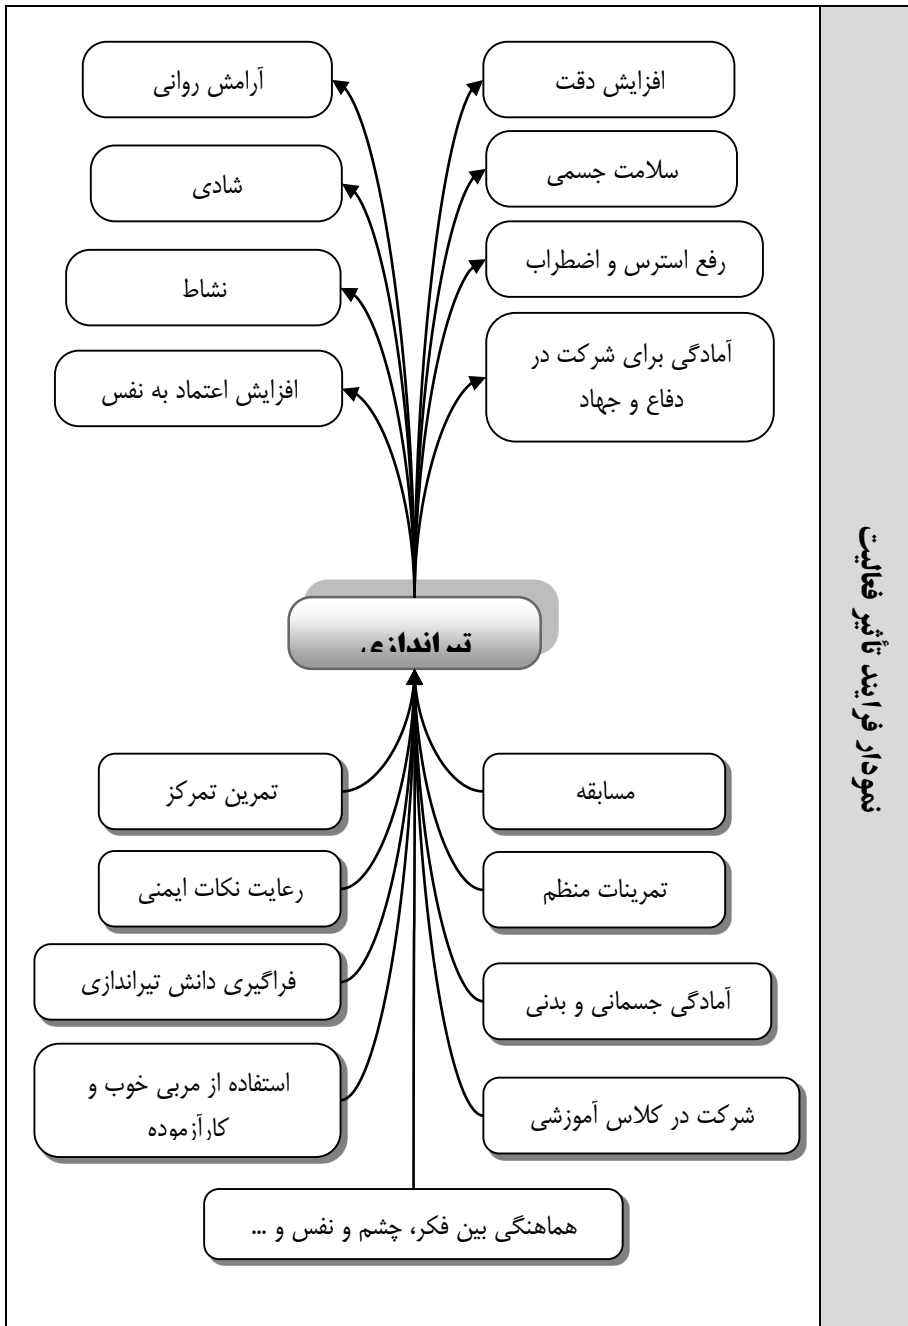 نمودار فرایند تأثیر فعالیت
افزایش دقت
آرامش روانی
سلامت جسمی
شادی
رفع استرس و اضطراب
نشاط
آمادگی برای شرکت در
دفاع و جهاد
افزایش اعتماد به نفس
تیراندازی
مسابقه
تمرین تمرکز
تمرینات منظم
رعایت نکات ایمنی
آمادگی جسمانی و بدنی
فراگیری دانش تیراندازی
شرکت در کلاس آموزشی
استفاده از مربی خوب و
کارآزموده
هماهنگی بین فکر، چشم و نفس و ...